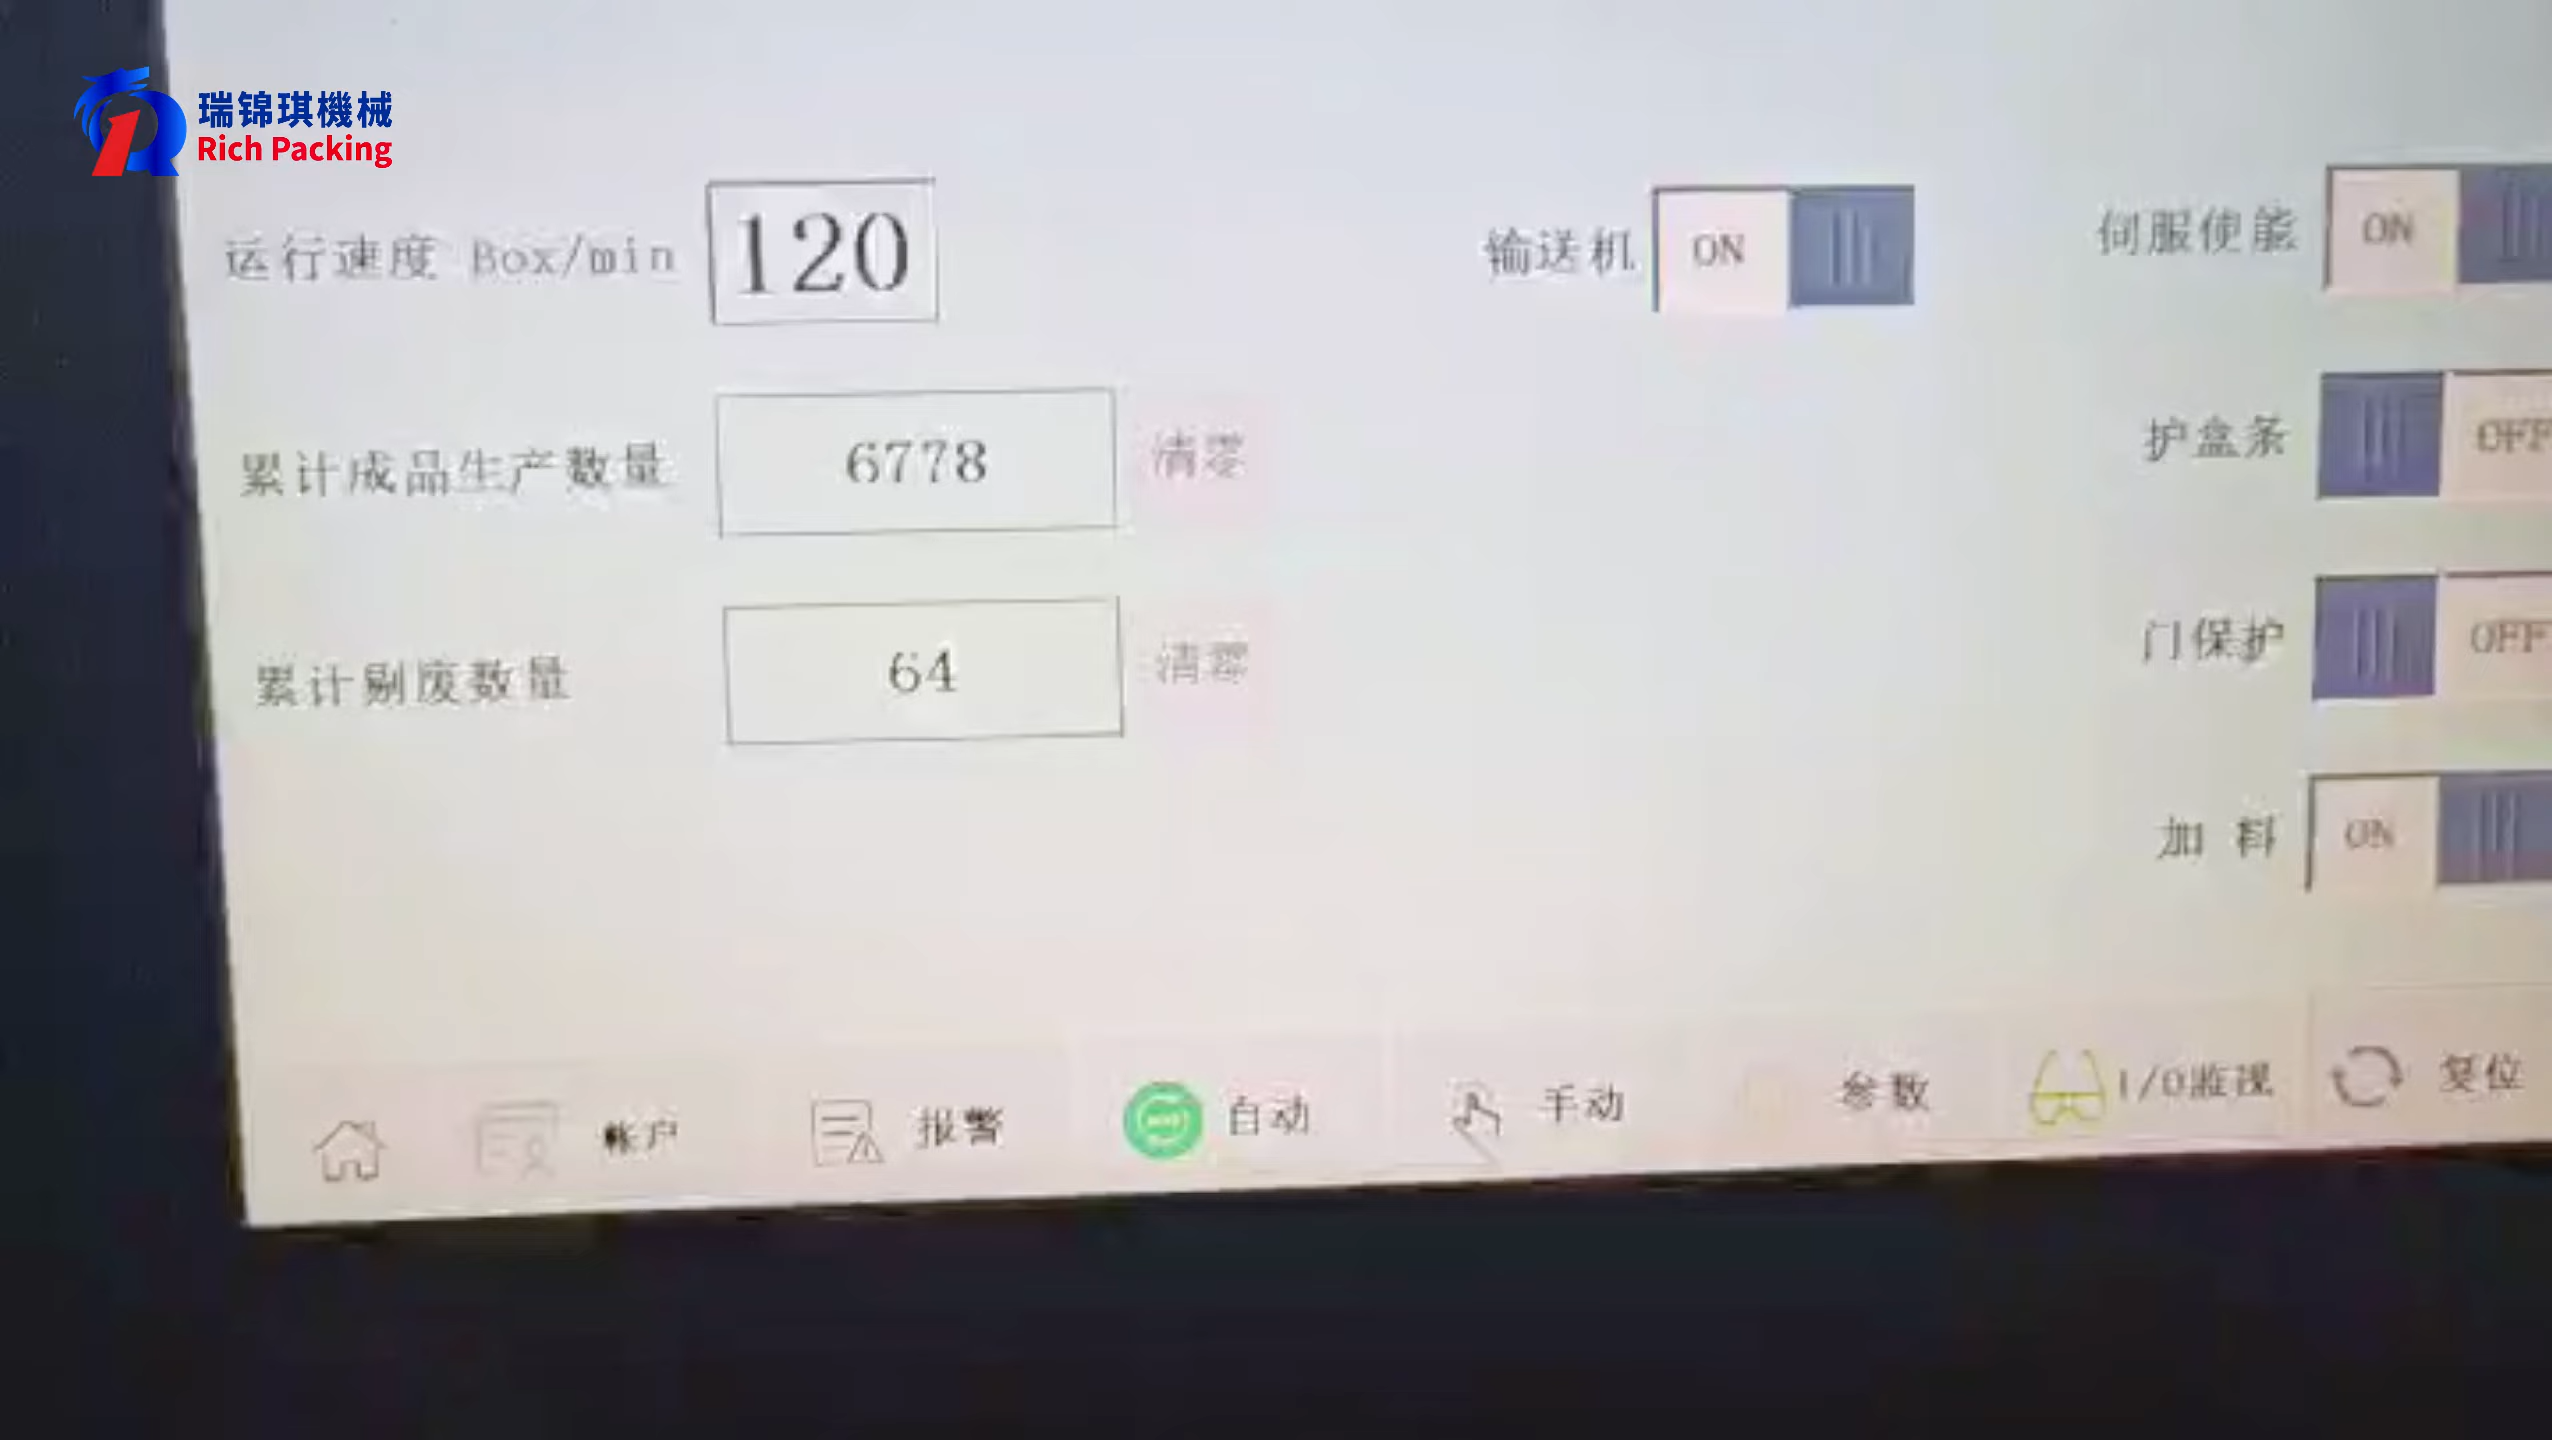 瑞锦琪機械
Rich Packing
运行速度 Box/min 120
输送机 ON
伺服使能 ON
累计成品生产数量 6778 清零
护盒条 OFF
累计剔废数量 64 清零
门保护 OFF
加 料 ON
帐户
报警
自动
手动
参数
I/O监视
复位